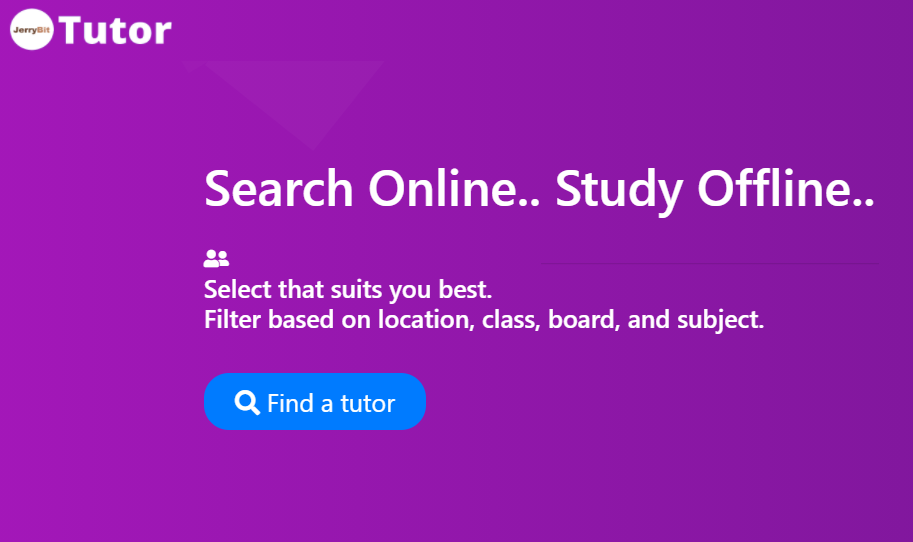 JerryBit Tutor
Search Online.. Study Offline..
Select that suits you best.
Filter based on location, class, board, and subject.
Find a tutor